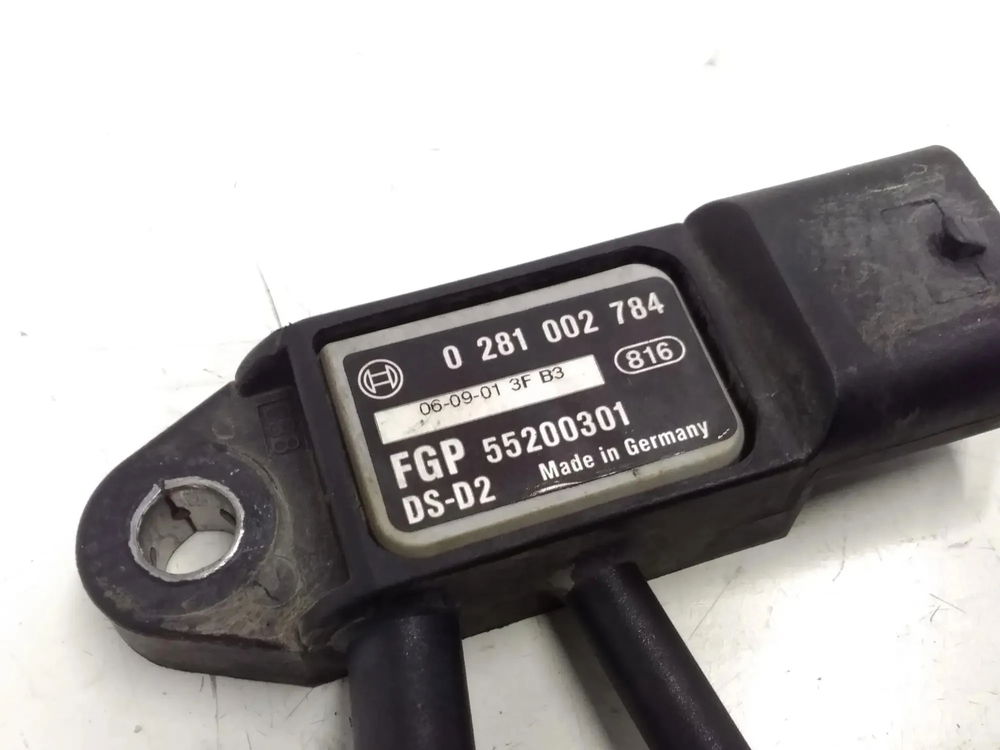 0 281 002 784
06-09-01 3F B3
816
FGP 55200301
DS-D2
Made in Germany